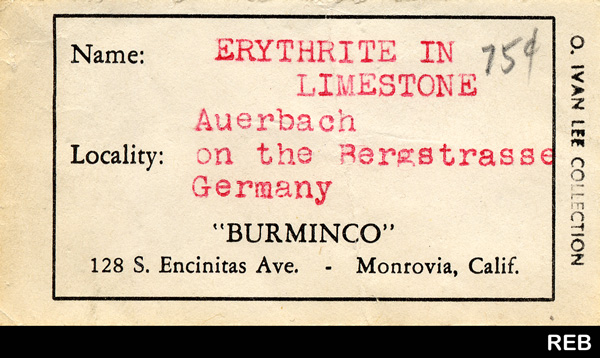 Name: ERYTHRITE IN 75¢
LIMESTONE
Auerbach
Locality: on the Bergstrasse
Germany
"BURMINCO"
128 S. Encinitas Ave. - Monrovia, Calif.
O. IVAN LEE COLLECTION
REB